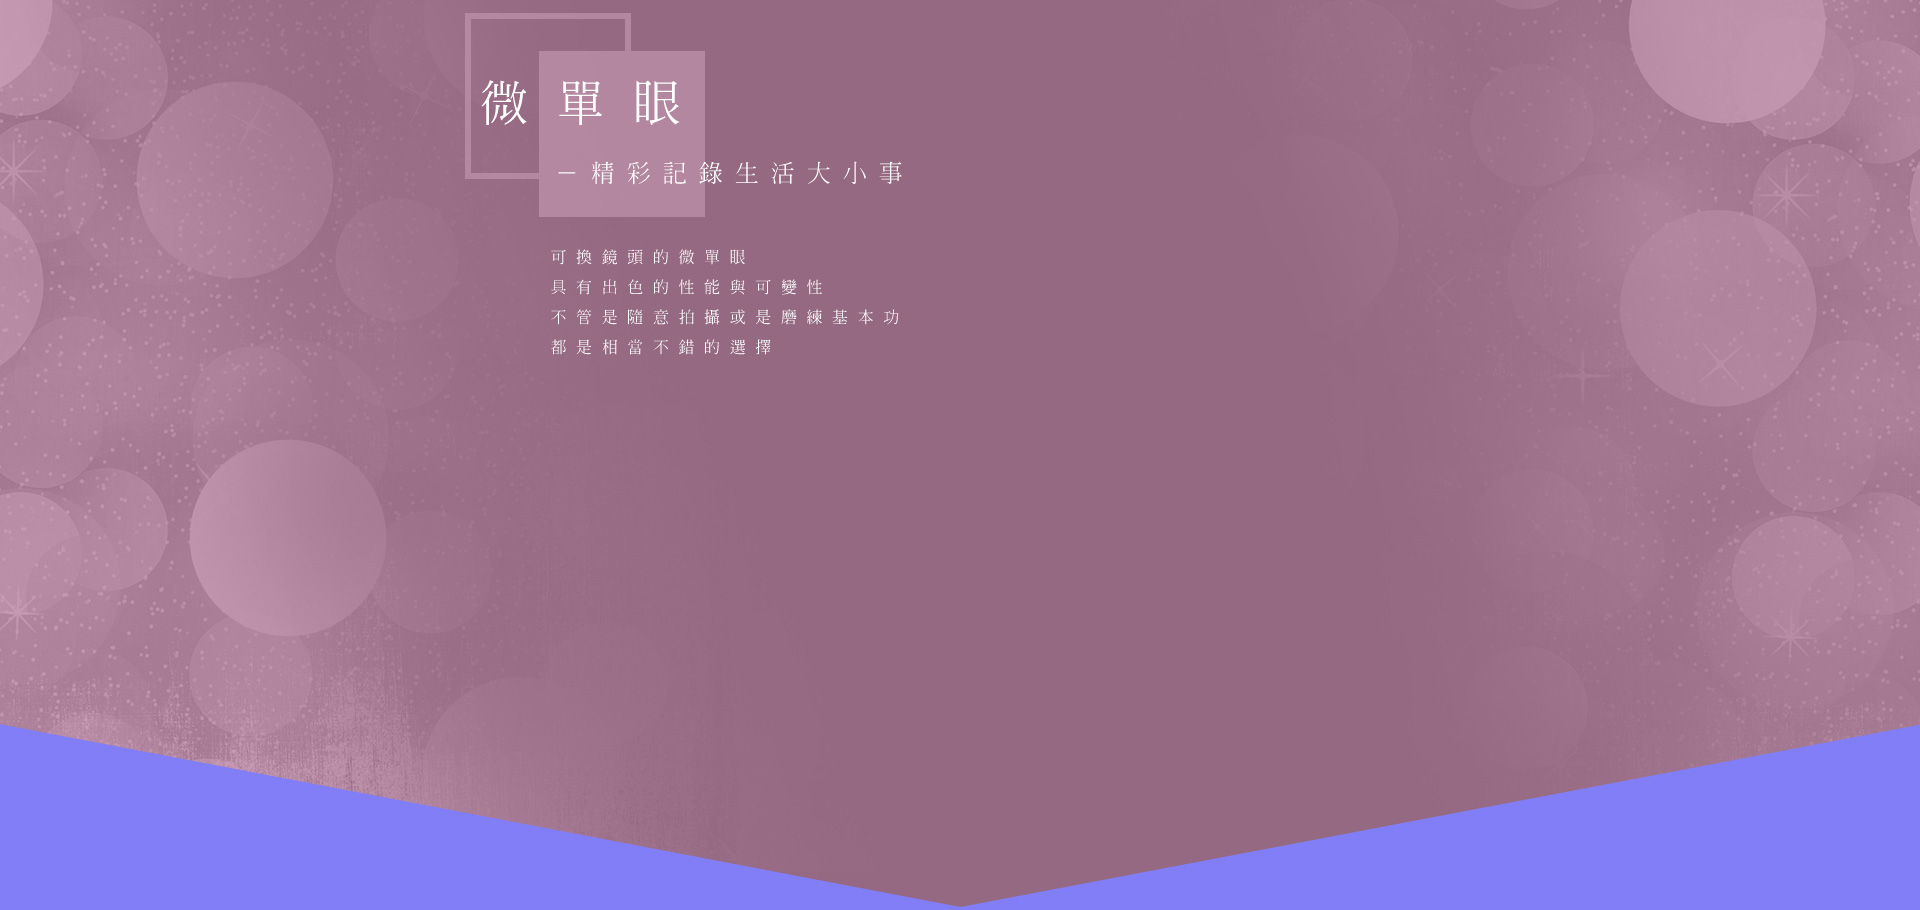 微單眼
－精彩記錄生活大小事
可換鏡頭的微單眼
具有出色的性能與可變性
不管是隨意拍攝或是磨練基本功
都是相當不錯的選擇